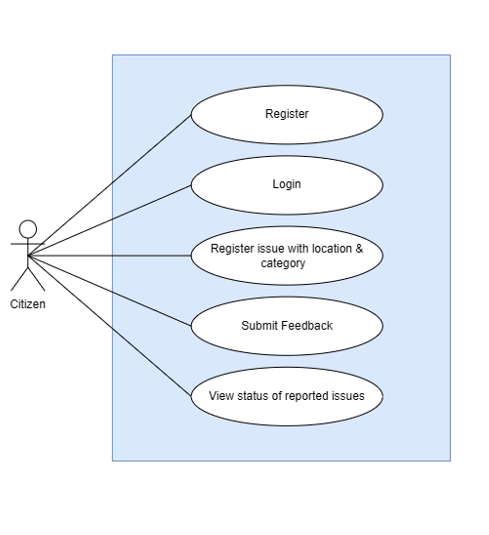 Register
Login
Register issue with location &
category
Submit Feedback
View status of reported issues
Citizen